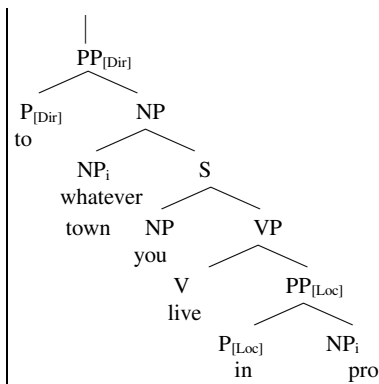 PP[Dir]
P[Dir] NP
to
NPi S
whatever
town NP VP
you
V PP[Loc]
live
P[Loc] NPi
in pro